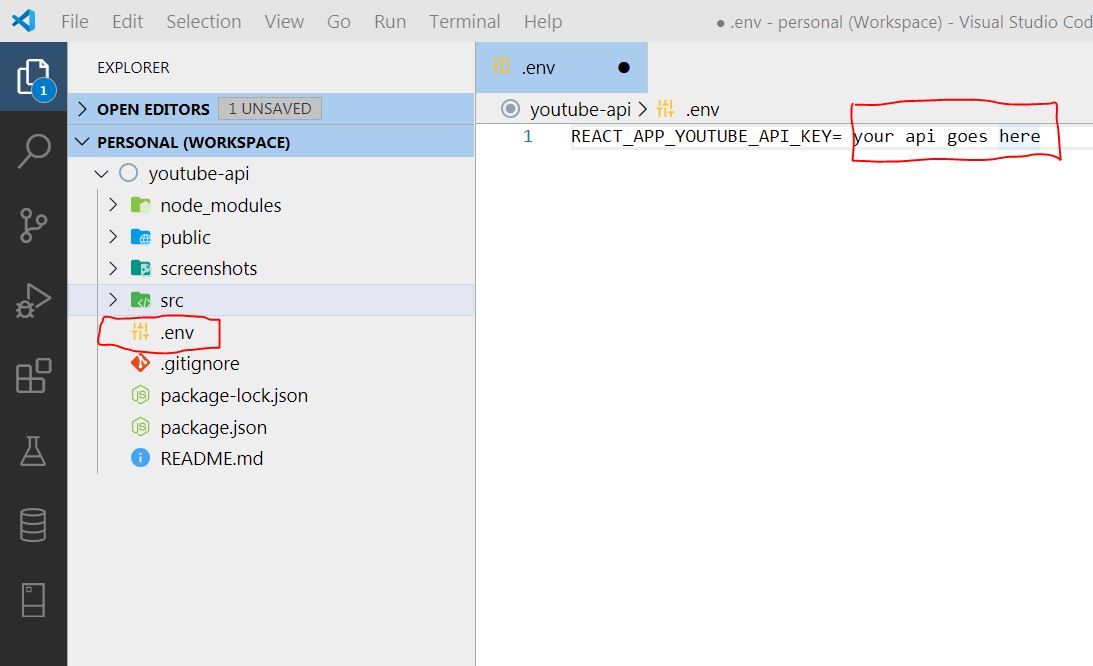 File Edit Selection View Go Run Terminal Help ● .env - personal (Workspace) - Visual Studio Cod
1
EXPLORER
OPEN EDITORS 1 UNSAVED
PERSONAL (WORKSPACE)
youtube-api
node_modules
public
screenshots
src
.env
.gitignore
package-lock.json
package.json
README.md
.env ●
youtube-api > .env
1 REACT_APP_YOUTUBE_API_KEY= your api goes here